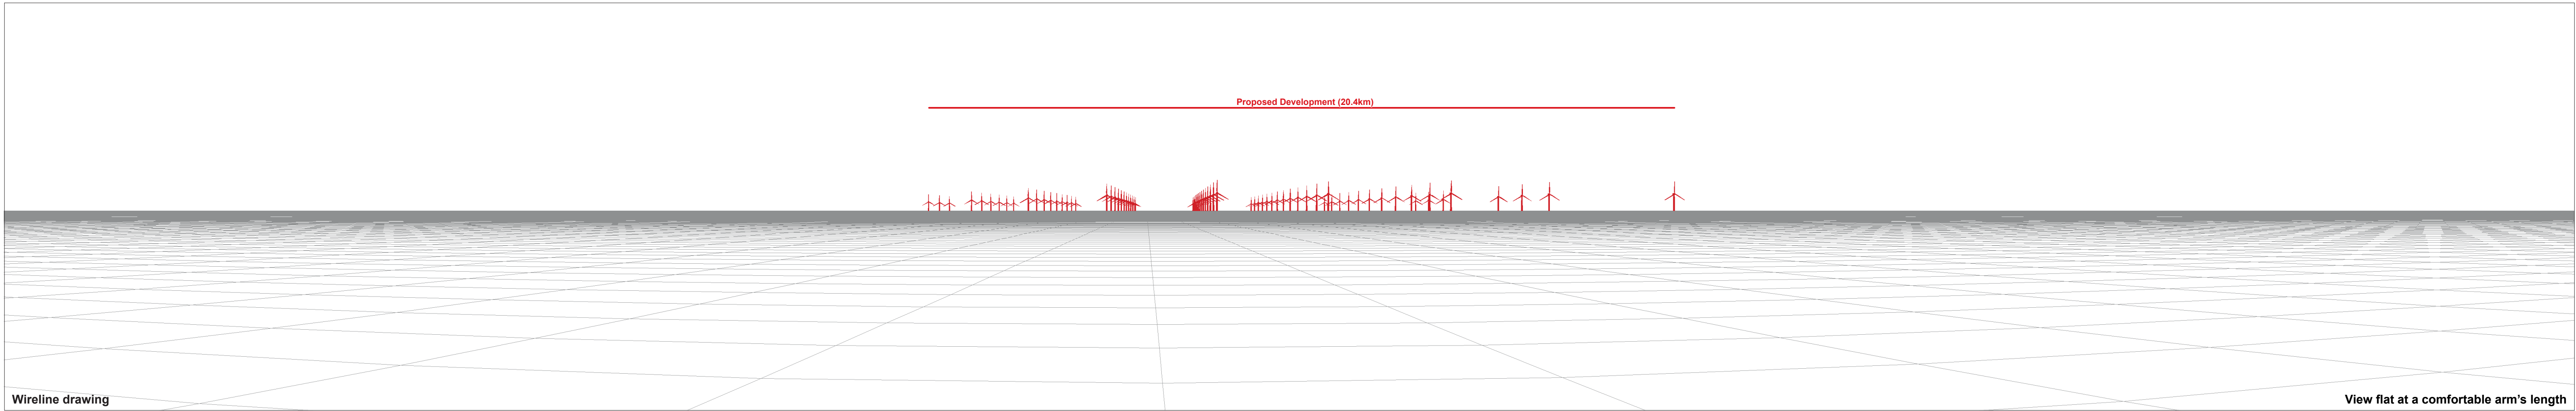 Proposed Development (20.4km)
Wireline drawing
View flat at a comfortable arm's length